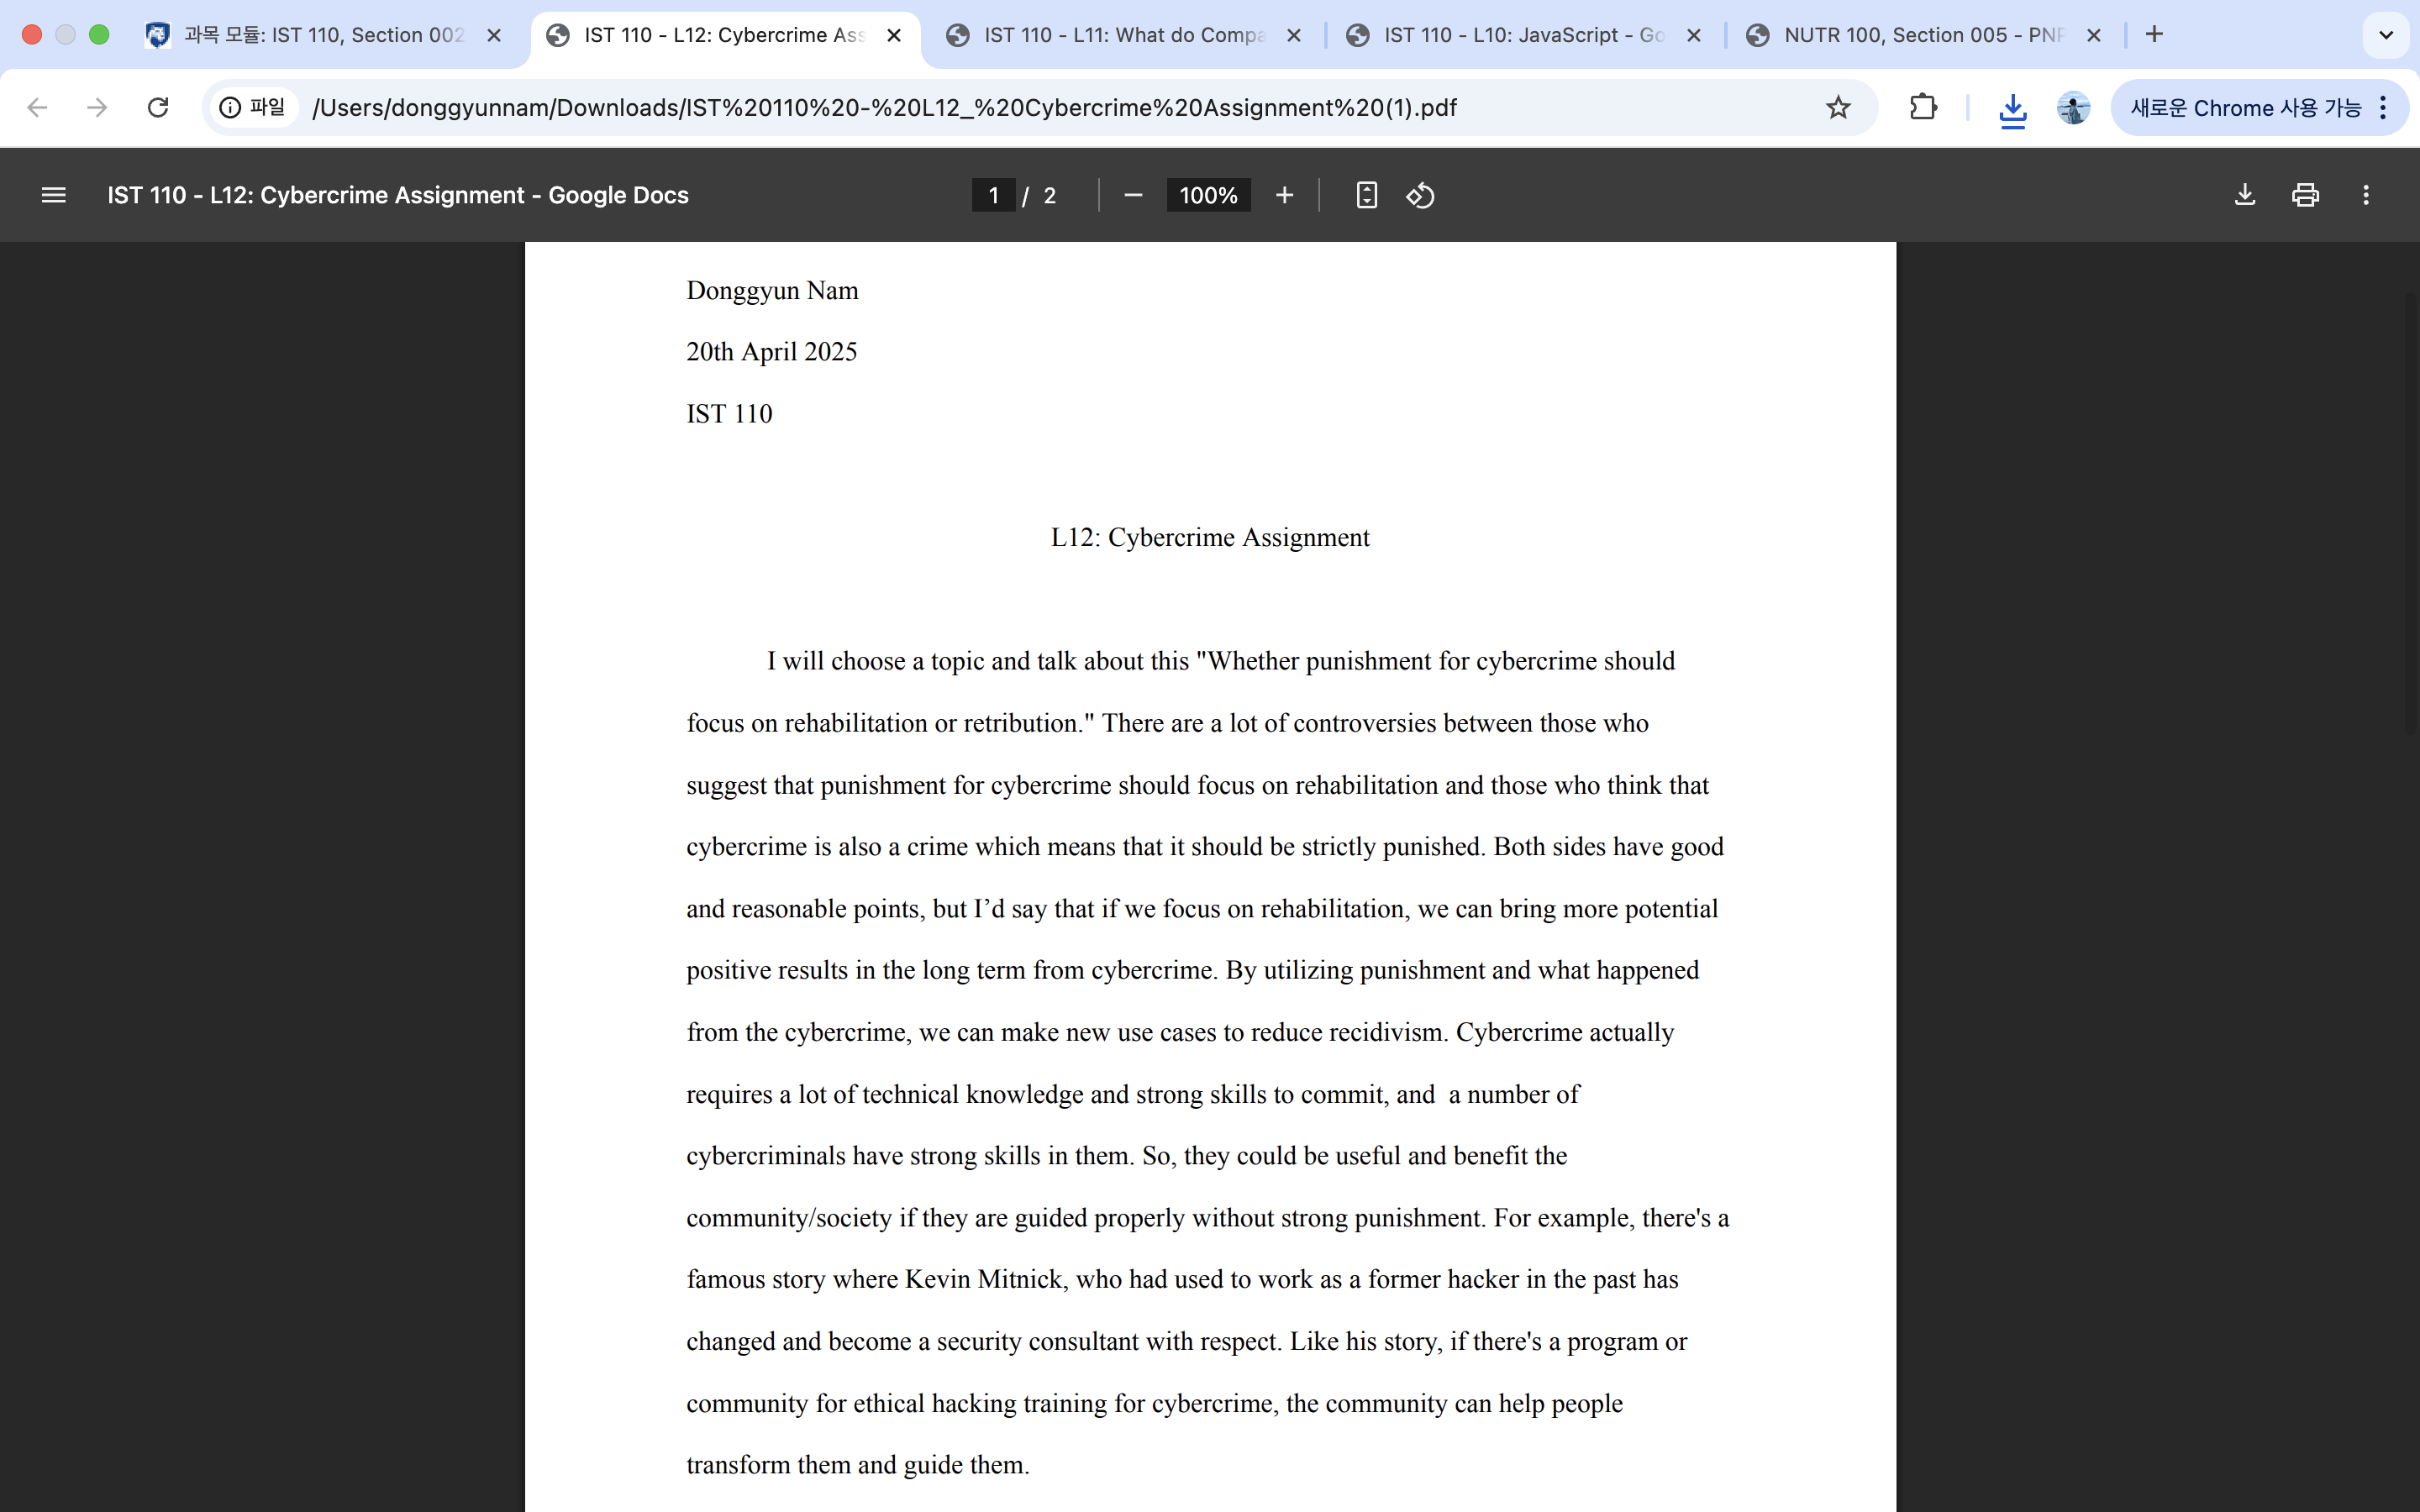 과목 모듈: IST 110, Section 002
IST 110 - L12: Cybercrime Ass
IST 110 - L11: What do Compa
IST 110 - L10: JavaScript - Go
NUTR 100, Section 005 - PNF
파일
/Users/donggyunnam/Downloads/IST%20110%20-%20L12_%20Cybercrime%20Assignment%20(1).pdf
새로운 Chrome 사용 가능
IST 110 - L12: Cybercrime Assignment - Google Docs
1 / 2
100%
Donggyun Nam
20th April 2025
IST 110
L12: Cybercrime Assignment
I will choose a topic and talk about this "Whether punishment for cybercrime should
focus on rehabilitation or retribution." There are a lot of controversies between those who
suggest that punishment for cybercrime should focus on rehabilitation and those who think that
cybercrime is also a crime which means that it should be strictly punished. Both sides have good
and reasonable points, but I’d say that if we focus on rehabilitation, we can bring more potential
positive results in the long term from cybercrime. By utilizing punishment and what happened
from the cybercrime, we can make new use cases to reduce recidivism. Cybercrime actually
requires a lot of technical knowledge and strong skills to commit, and  a number of
cybercriminals have strong skills in them. So, they could be useful and benefit the
community/society if they are guided properly without strong punishment. For example, there's a
famous story where Kevin Mitnick, who had used to work as a former hacker in the past has
changed and become a security consultant with respect. Like his story, if there's a program or
community for ethical hacking training for cybercrime, the community can help people
transform them and guide them.